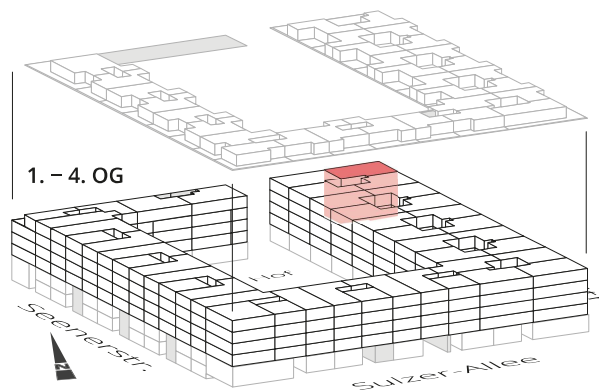 1. – 4. OG
Hof
Seenerstr.
N
Sulzer-Allee